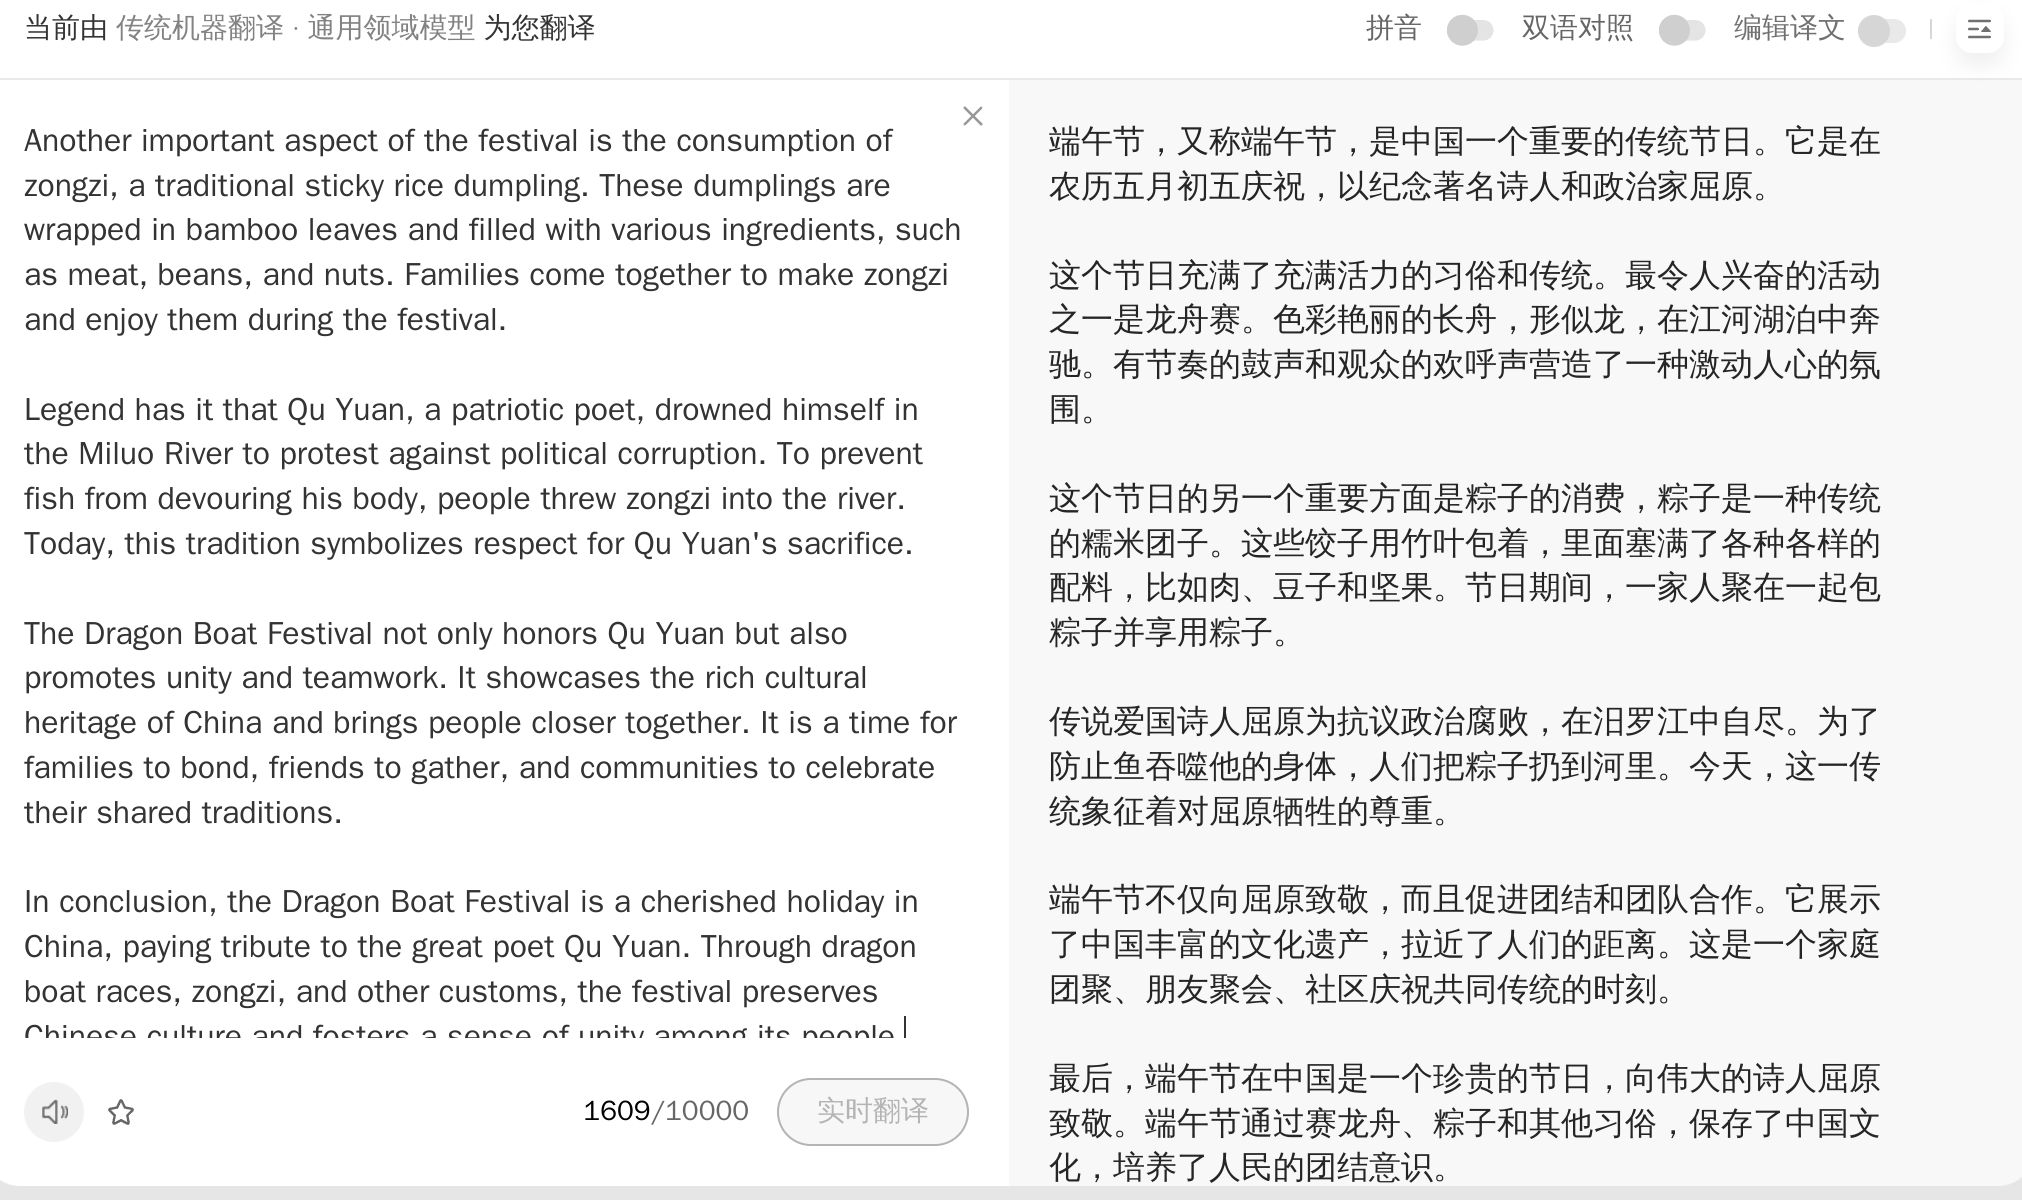 当前由 传统机器翻译 · 通用领域模型 为您翻译
拼音 双语对照 编辑译文
Another important aspect of the festival is the consumption of
zongzi, a traditional sticky rice dumpling. These dumplings are
wrapped in bamboo leaves and filled with various ingredients, such
as meat, beans, and nuts. Families come together to make zongzi
and enjoy them during the festival.
Legend has it that Qu Yuan, a patriotic poet, drowned himself in
the Miluo River to protest against political corruption. To prevent
fish from devouring his body, people threw zongzi into the river.
Today, this tradition symbolizes respect for Qu Yuan's sacrifice.
The Dragon Boat Festival not only honors Qu Yuan but also
promotes unity and teamwork. It showcases the rich cultural
heritage of China and brings people closer together. It is a time for
families to bond, friends to gather, and communities to celebrate
their shared traditions.
In conclusion, the Dragon Boat Festival is a cherished holiday in
China, paying tribute to the great poet Qu Yuan. Through dragon
boat races, zongzi, and other customs, the festival preserves
Chinese culture and fosters a sense of unity among its people.
1609/10000
实时翻译
端午节，又称端午节，是中国一个重要的传统节日。它是在
农历五月初五庆祝，以纪念著名诗人和政治家屈原。
这个节日充满了充满活力的习俗和传统。最令人兴奋的活动
之一是龙舟赛。色彩艳丽的长舟，形似龙，在江河湖泊中奔
驰。有节奏的鼓声和观众的欢呼声营造了一种激动人心的氛
围。
这个节日的另一个重要方面是粽子的消费，粽子是一种传统
的糯米团子。这些饺子用竹叶包着，里面塞满了各种各样的
配料，比如肉、豆子和坚果。节日期间，一家人聚在一起包
粽子并享用粽子。
传说爱国诗人屈原为抗议政治腐败，在汨罗江中自尽。为了
防止鱼吞噬他的身体，人们把粽子扔到河里。今天，这一传
统象征着对屈原牺牲的尊重。
端午节不仅向屈原致敬，而且促进团结和团队合作。它展示
了中国丰富的文化遗产，拉近了人们的距离。这是一个家庭
团聚、朋友聚会、社区庆祝共同传统的时刻。
最后，端午节在中国是一个珍贵的节日，向伟大的诗人屈原
致敬。端午节通过赛龙舟、粽子和其他习俗，保存了中国文
化，培养了人民的团结意识。